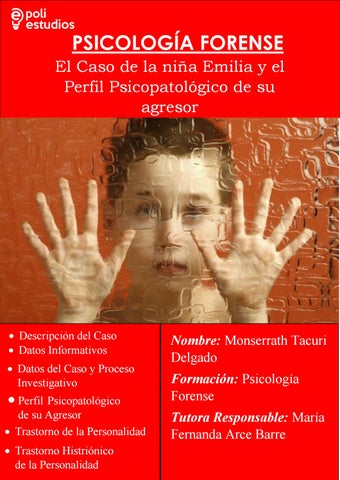 poli
estudios
PSICOLOGÍA FORENSE
El Caso de la niña Emilia y el
Perfil Psicopatológico de su
agresor
• Descripción del Caso
• Datos Informativos
• Datos del Caso y Proceso
Investigativo
• Perfil Psicopatológico
de su Agresor
• Trastorno de la Personalidad
• Trastorno Histriónico
de la Personalidad
Nombre: Monserrath Tacuri
Delgado
Formación: Psicología
Forense
Tutora Responsable: María
Fernanda Arce Barre